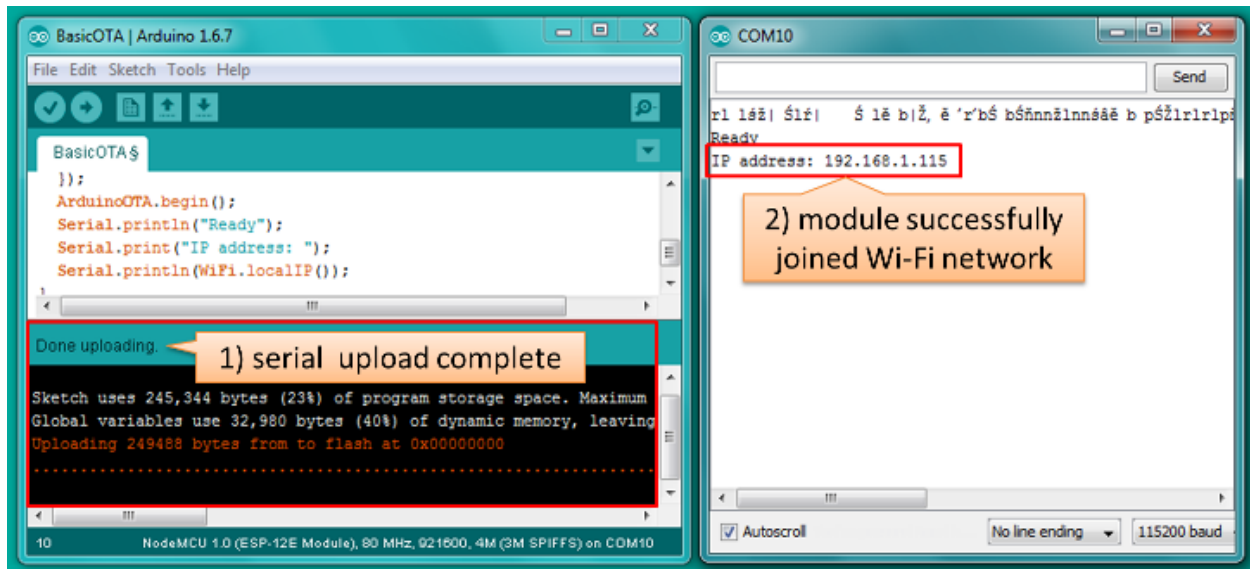 BasicOTA | Arduino 1.6.7
File Edit Sketch Tools Help
BasicOTA§
});
ArduinoOTA.begin();
Serial.println("Ready");
Serial.print("IP address: ");
Serial.println(WiFi.localIP());
Done uploading.
1) serial upload complete
Sketch uses 245,344 bytes (23%) of program storage space. Maximum
Global variables use 32,980 bytes (40%) of dynamic memory, leaving
Uploading 249488 bytes from to flash at 0x00000000
................................................................
10
NodeMCU 1.0 (ESP-12E Module), 80 MHz, 921600, 4M (3M SPIFFS) on COM10
COM10
Send
Ready
IP address: 192.168.1.115
2) module successfully
joined Wi-Fi network
Autoscroll
No line ending
115200 baud